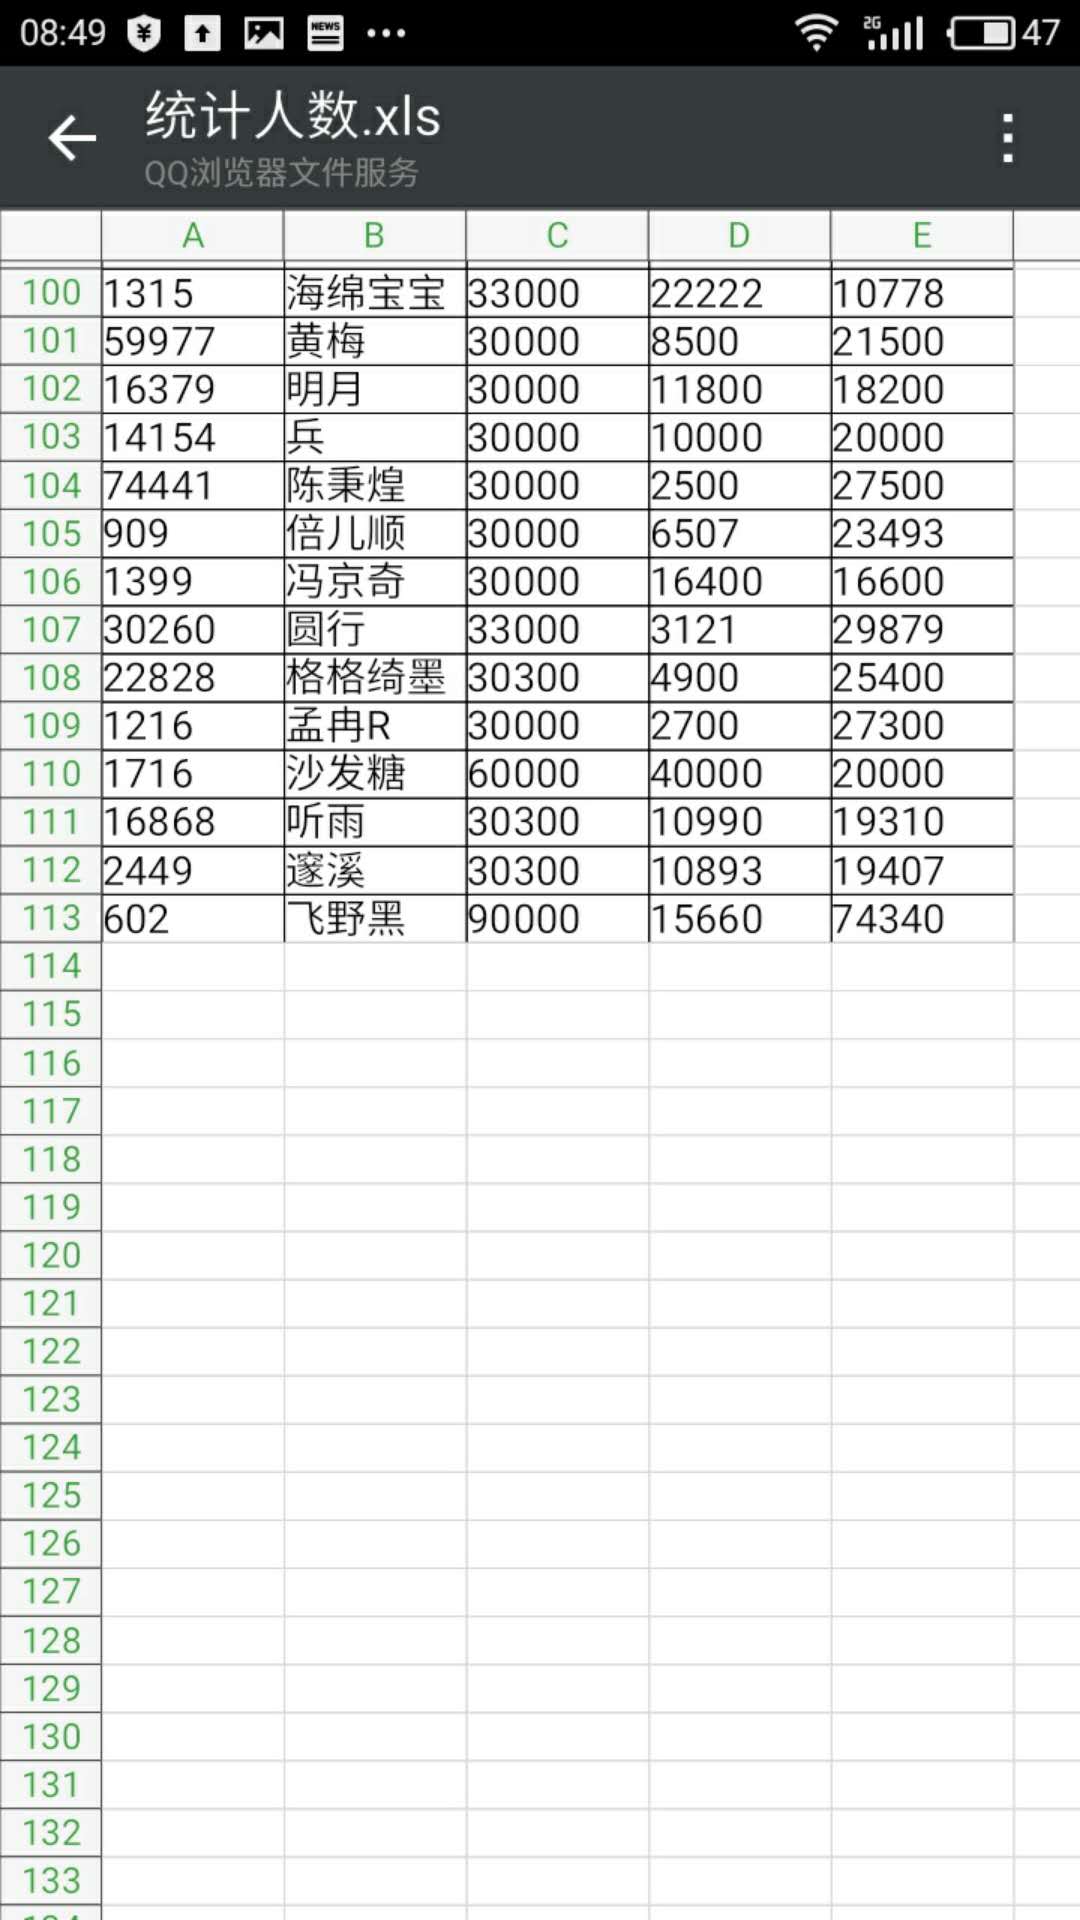 08:49 NEWS 2G 47
统计人数.xls
QQ浏览器文件服务
A B C D E
100 1315 海绵宝宝 33000 22222 10778
101 59977 黄梅 30000 8500 21500
102 16379 明月 30000 11800 18200
103 14154 兵 30000 10000 20000
104 74441 陈秉煌 30000 2500 27500
105 909 倍儿顺 30000 6507 23493
106 1399 冯京奇 30000 16400 16600
107 30260 圆行 33000 3121 29879
108 22828 格格绮墨 30300 4900 25400
109 1216 孟冉R 30000 2700 27300
110 1716 沙发糖 60000 40000 20000
111 16868 听雨 30300 10990 19310
112 2449 邃溪 30300 10893 19407
113 602 飞野黑 90000 15660 74340
114
115
116
117
118
119
120
121
122
123
124
125
126
127
128
129
130
131
132
133